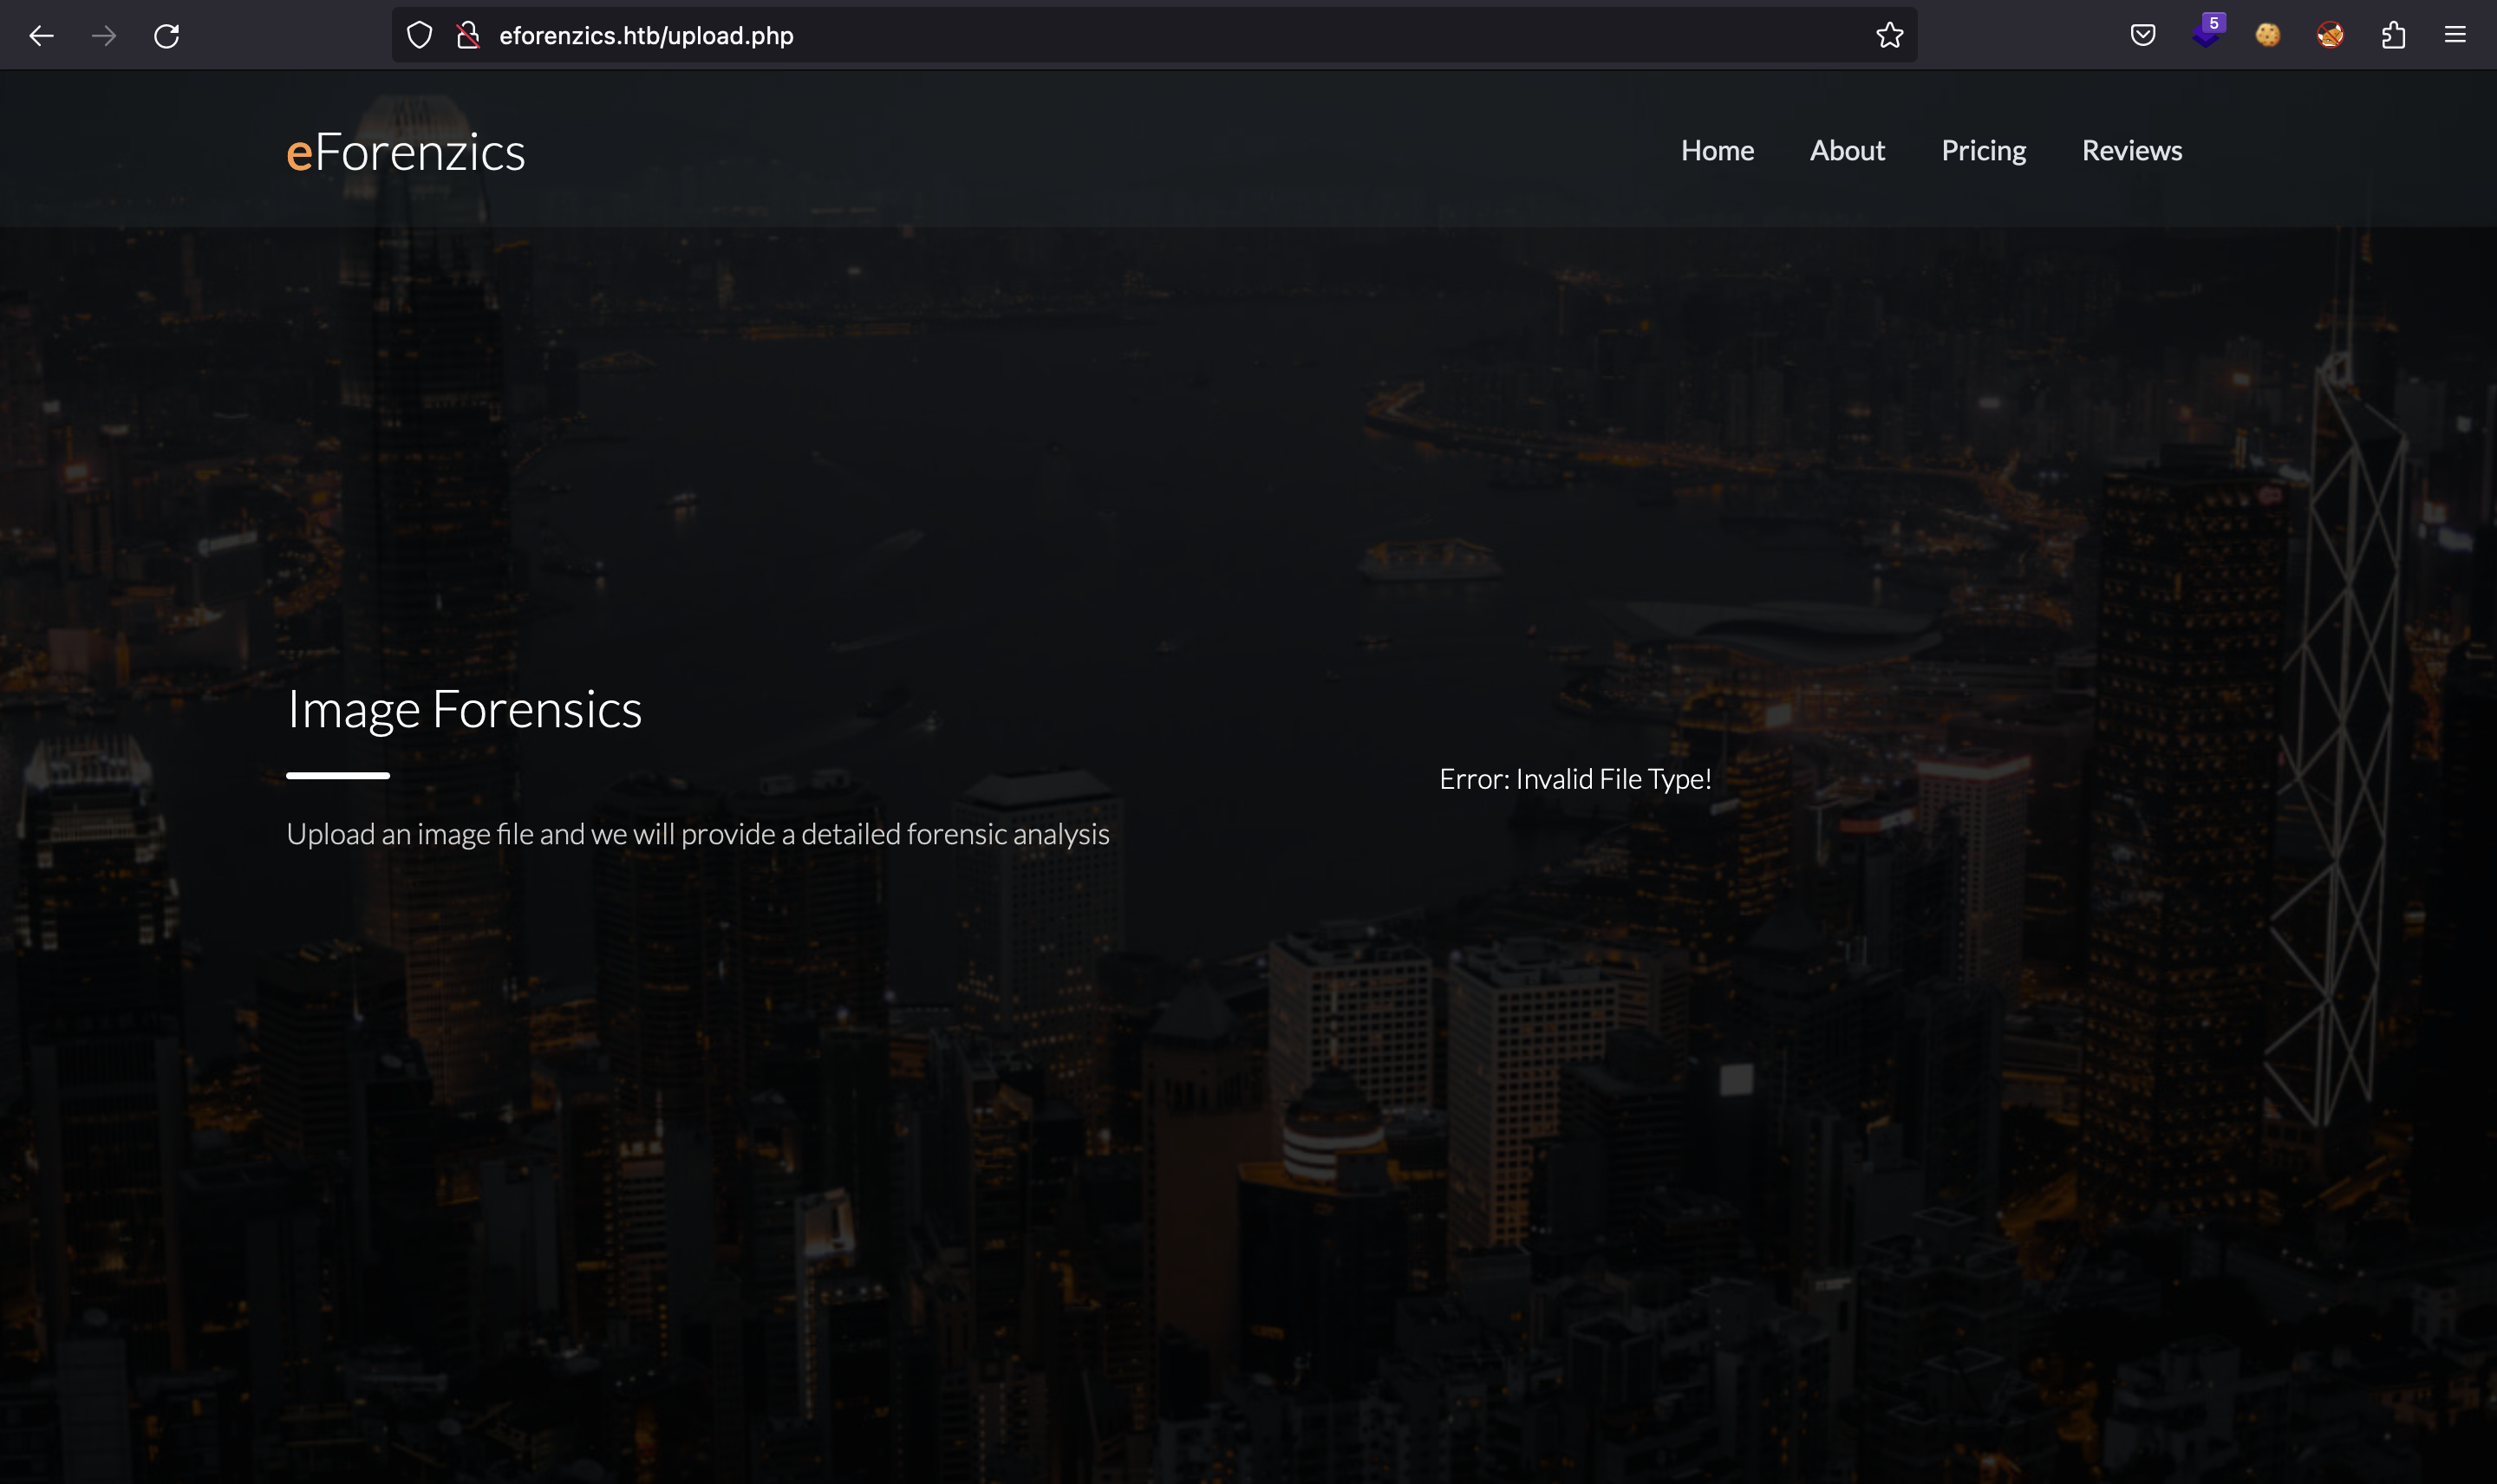 5
eforenzics.htb/upload.php
eForenzics
Home About Pricing Reviews
Image Forensics
Error: Invalid File Type!
Upload an image file and we will provide a detailed forensic analysis